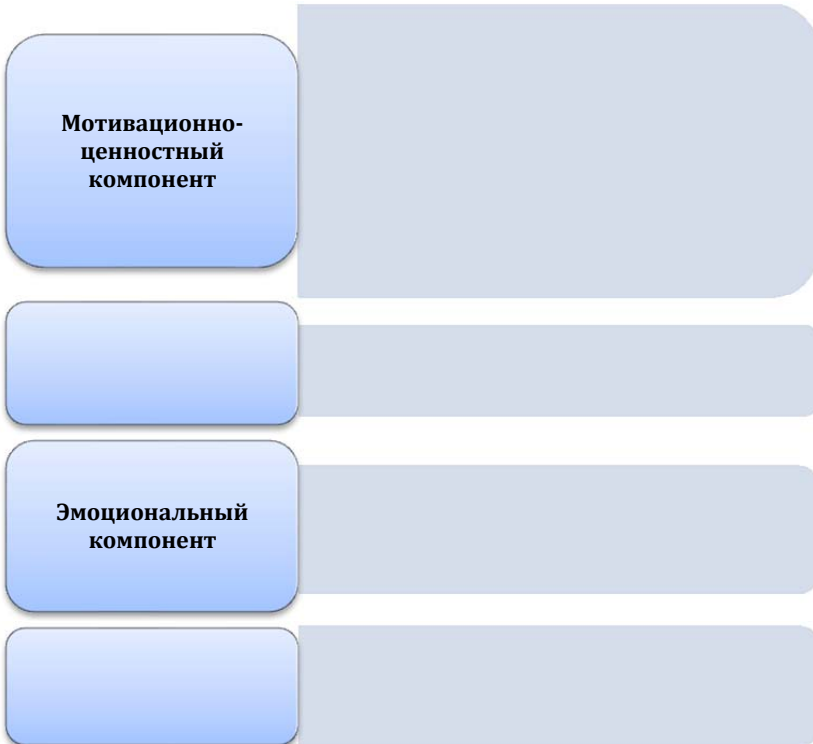 Мотивационно-
ценностный
компонент
Эмоциональный
компонент